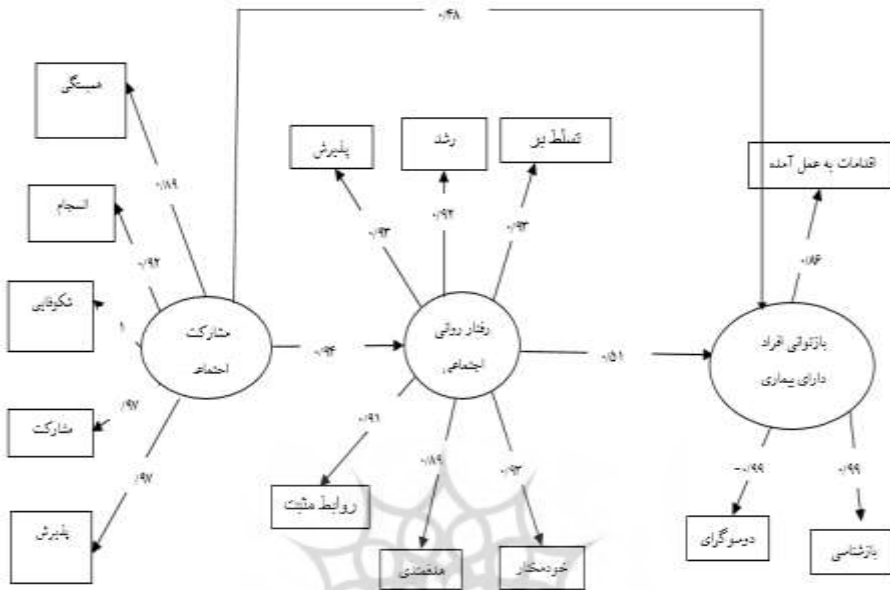 ۰/۴۸
همبستگی
انسجام
شکوفایی
مشارکت
پذیرش
۰/۸۹
۰/۹۲
۱
/۹۷
/۹۷
مشارکت
اجتماعی
۰/۹۴
پذیرش
رشد
تسلط بر
۰/۹۳
۰/۹۲
۰/۹۳
رفتار روانی
اجتماعی
۰/۹۱
۰/۸۹
۰/۹۳
روابط مثبت
هدفمندی
خودمختار
۰/۵۱
اقدامات به عمل آمده
۰/۸۶
بازتوانی افراد
دارای بیماری
-۰/۹۹
۰/۹۹
دوسوگرای
بازشناسی